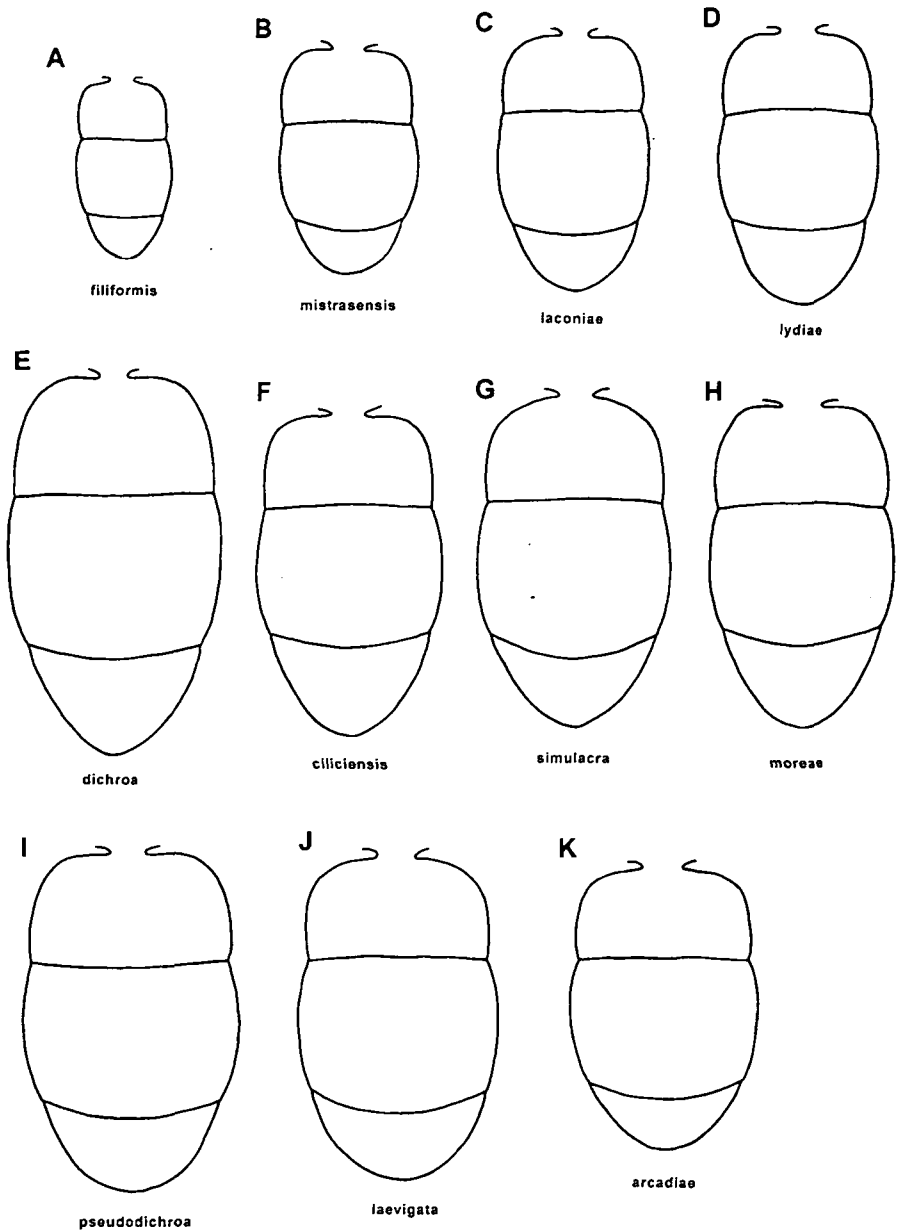 A
B
C
D
filiformis
mistrasensis
laconiae
lydiae
E
F
G
H
dichroa
ciliciensis
simulacra
moreae
I
J
K
pseudodichroa
laevigata
arcadiae